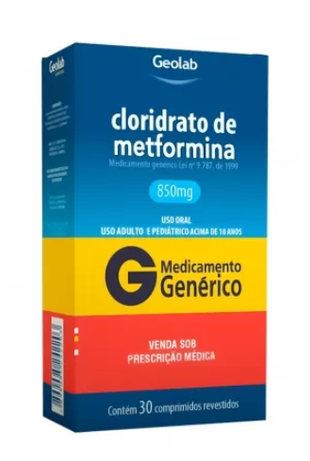 Geolab
cloridrato de
metformina
Medicamento genérico Lei nº 9.787, de 1999
850mg
USO ORAL
USO ADULTO E PEDIÁTRICO ACIMA DE 10 ANOS
G Medicamento
Genérico
VENDA SOB
PRESCRIÇÃO MÉDICA
Contém 30 comprimidos revestidos